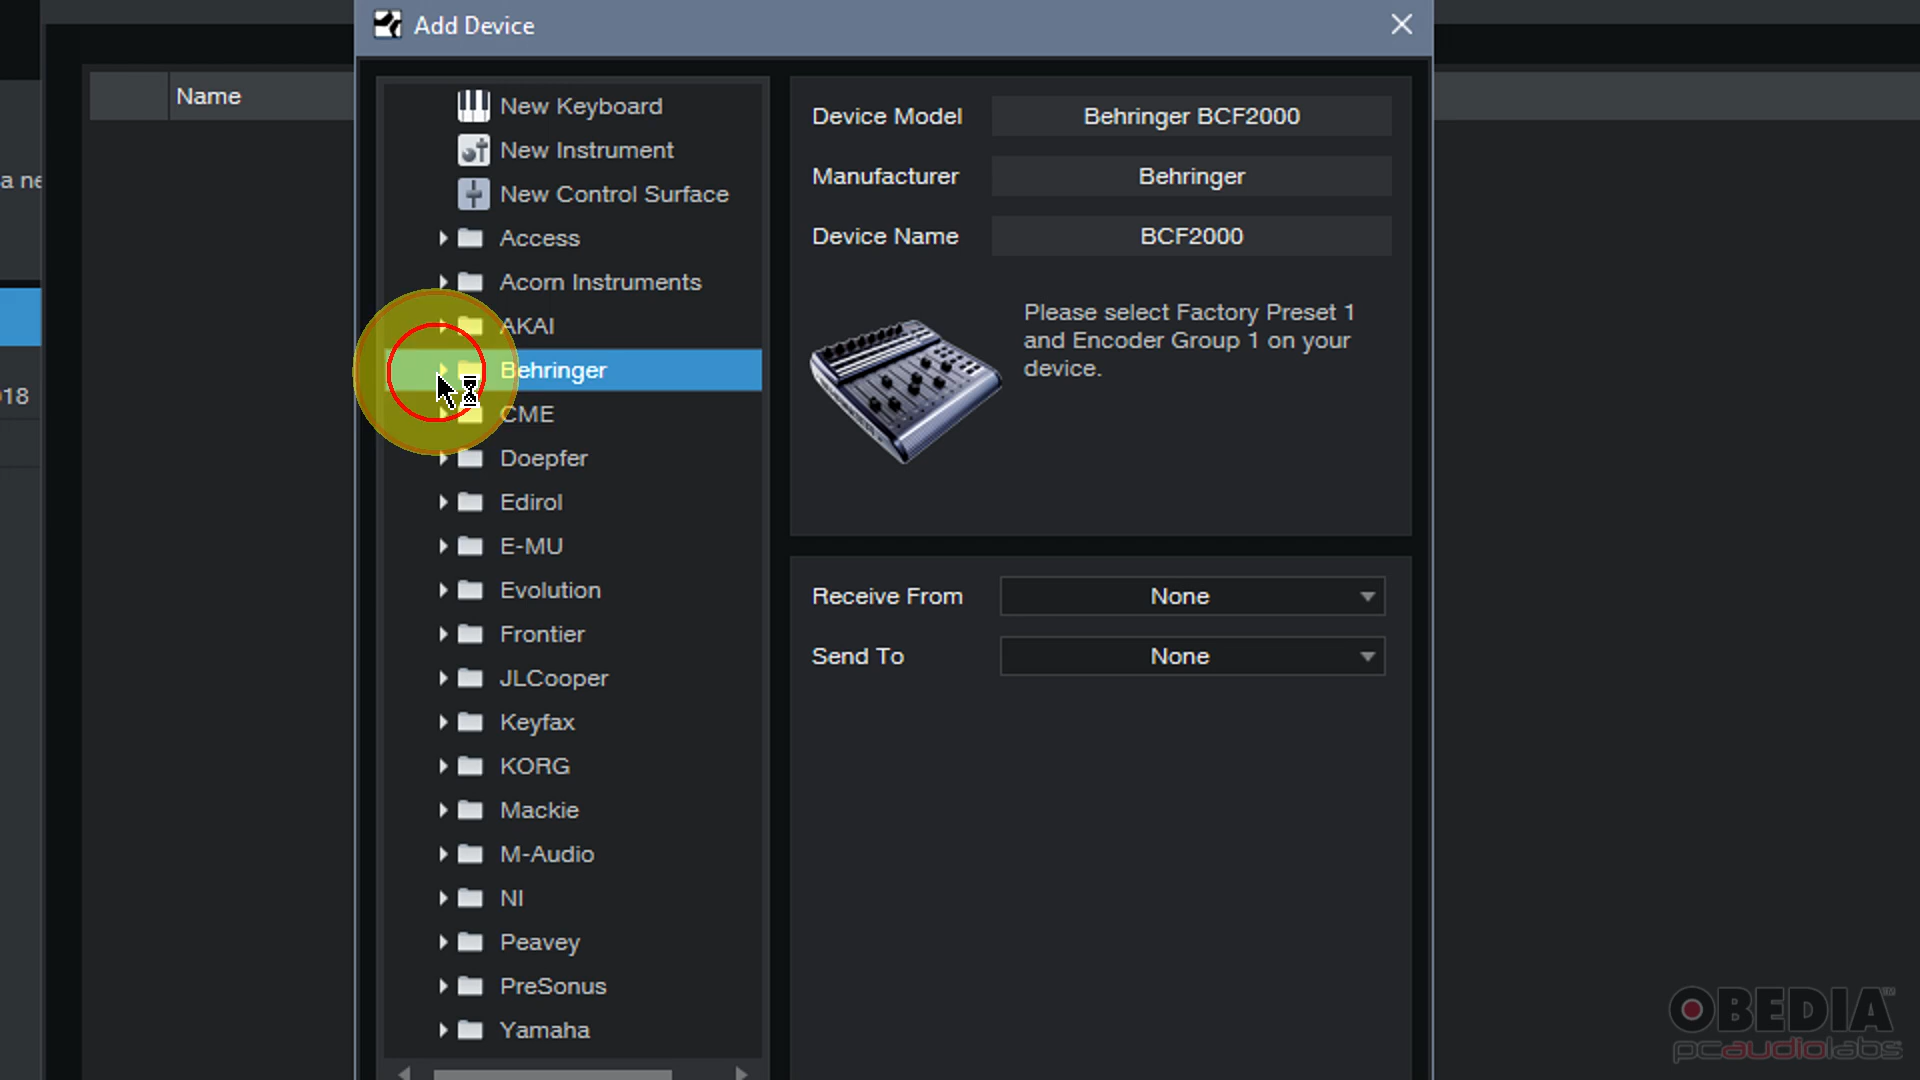 Add Device
Name
a ne
018
New Keyboard
New Instrument
New Control Surface
Access
Acorn Instruments
AKAI
Behringer
CME
Doepfer
Edirol
E-MU
Evolution
Frontier
JLCooper
Keyfax
KORG
Mackie
M-Audio
NI
Peavey
PreSonus
Yamaha
Device Model Behringer BCF2000
Manufacturer Behringer
Device Name BCF2000
Please select Factory Preset 1
and Encoder Group 1 on your
device.
Receive From None
Send To None
OBEDIA
pcaudiolabs